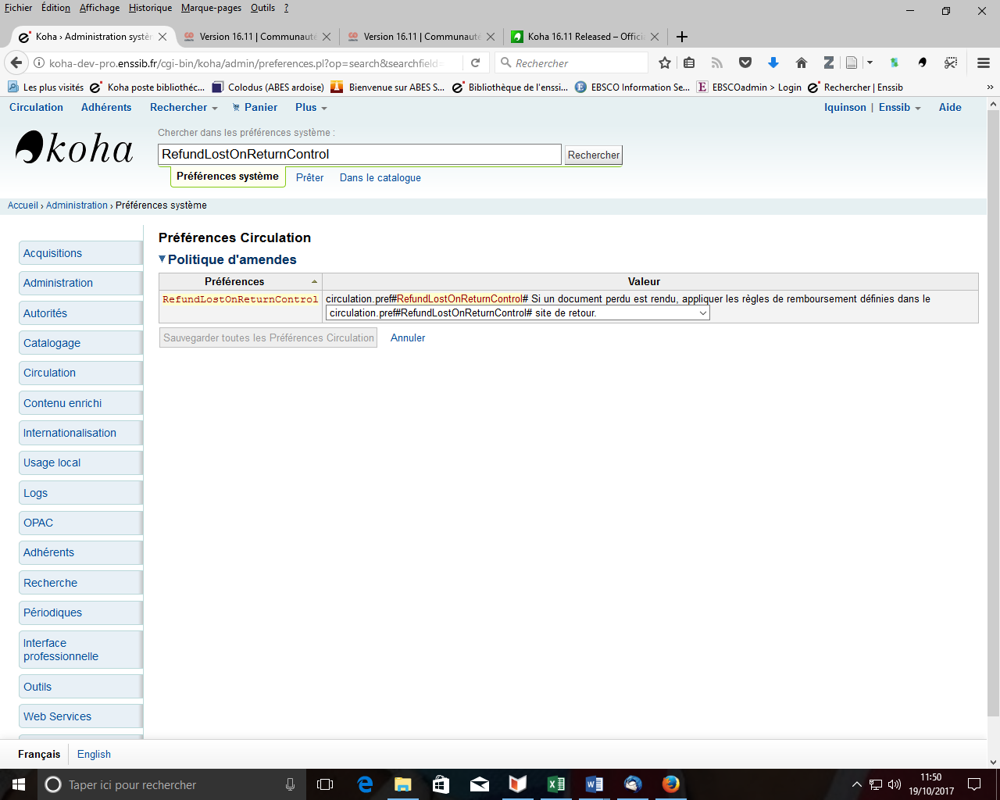 Fichier Édition Affichage Historique Marque-pages Outils ?
Koha › Administration systèm
Version 16.11 | Communauté
Version 16.11 | Communauté
Koha 16.11 Released – Offici
koha-dev-pro.enssib.fr/cgi-bin/koha/admin/preferences.pl?op=search&searchfield=
Rechercher
Les plus visités
Koha poste bibliothéc...
Colodus (ABES ardoise)
Bienvenue sur ABES S...
Bibliothèque de l'enssi...
EBSCO Information Se...
EBSCOadmin > Login
Rechercher | Enssib
»
Circulation Adhérents Rechercher Panier Plus
lquinson | Enssib Aide
koha
Chercher dans les préférences système :
RefundLostOnReturnControl
Rechercher
Préférences système Prêter Dans le catalogue
Accueil › Administration › Préférences système
Acquisitions
Administration
Autorités
Catalogage
Circulation
Contenu enrichi
Internationalisation
Usage local
Logs
OPAC
Adhérents
Recherche
Périodiques
Interface
professionnelle
Outils
Web Services
Préférences Circulation
Politique d'amendes
Préférences Valeur
RefundLostOnReturnControl
circulation.pref#RefundLostOnReturnControl# Si un document perdu est rendu, appliquer les règles de remboursement définies dans le
circulation.pref#RefundLostOnReturnControl# site de retour.
Sauvegarder toutes les Préférences Circulation Annuler
Français English
Taper ici pour rechercher
11:50
19/10/2017